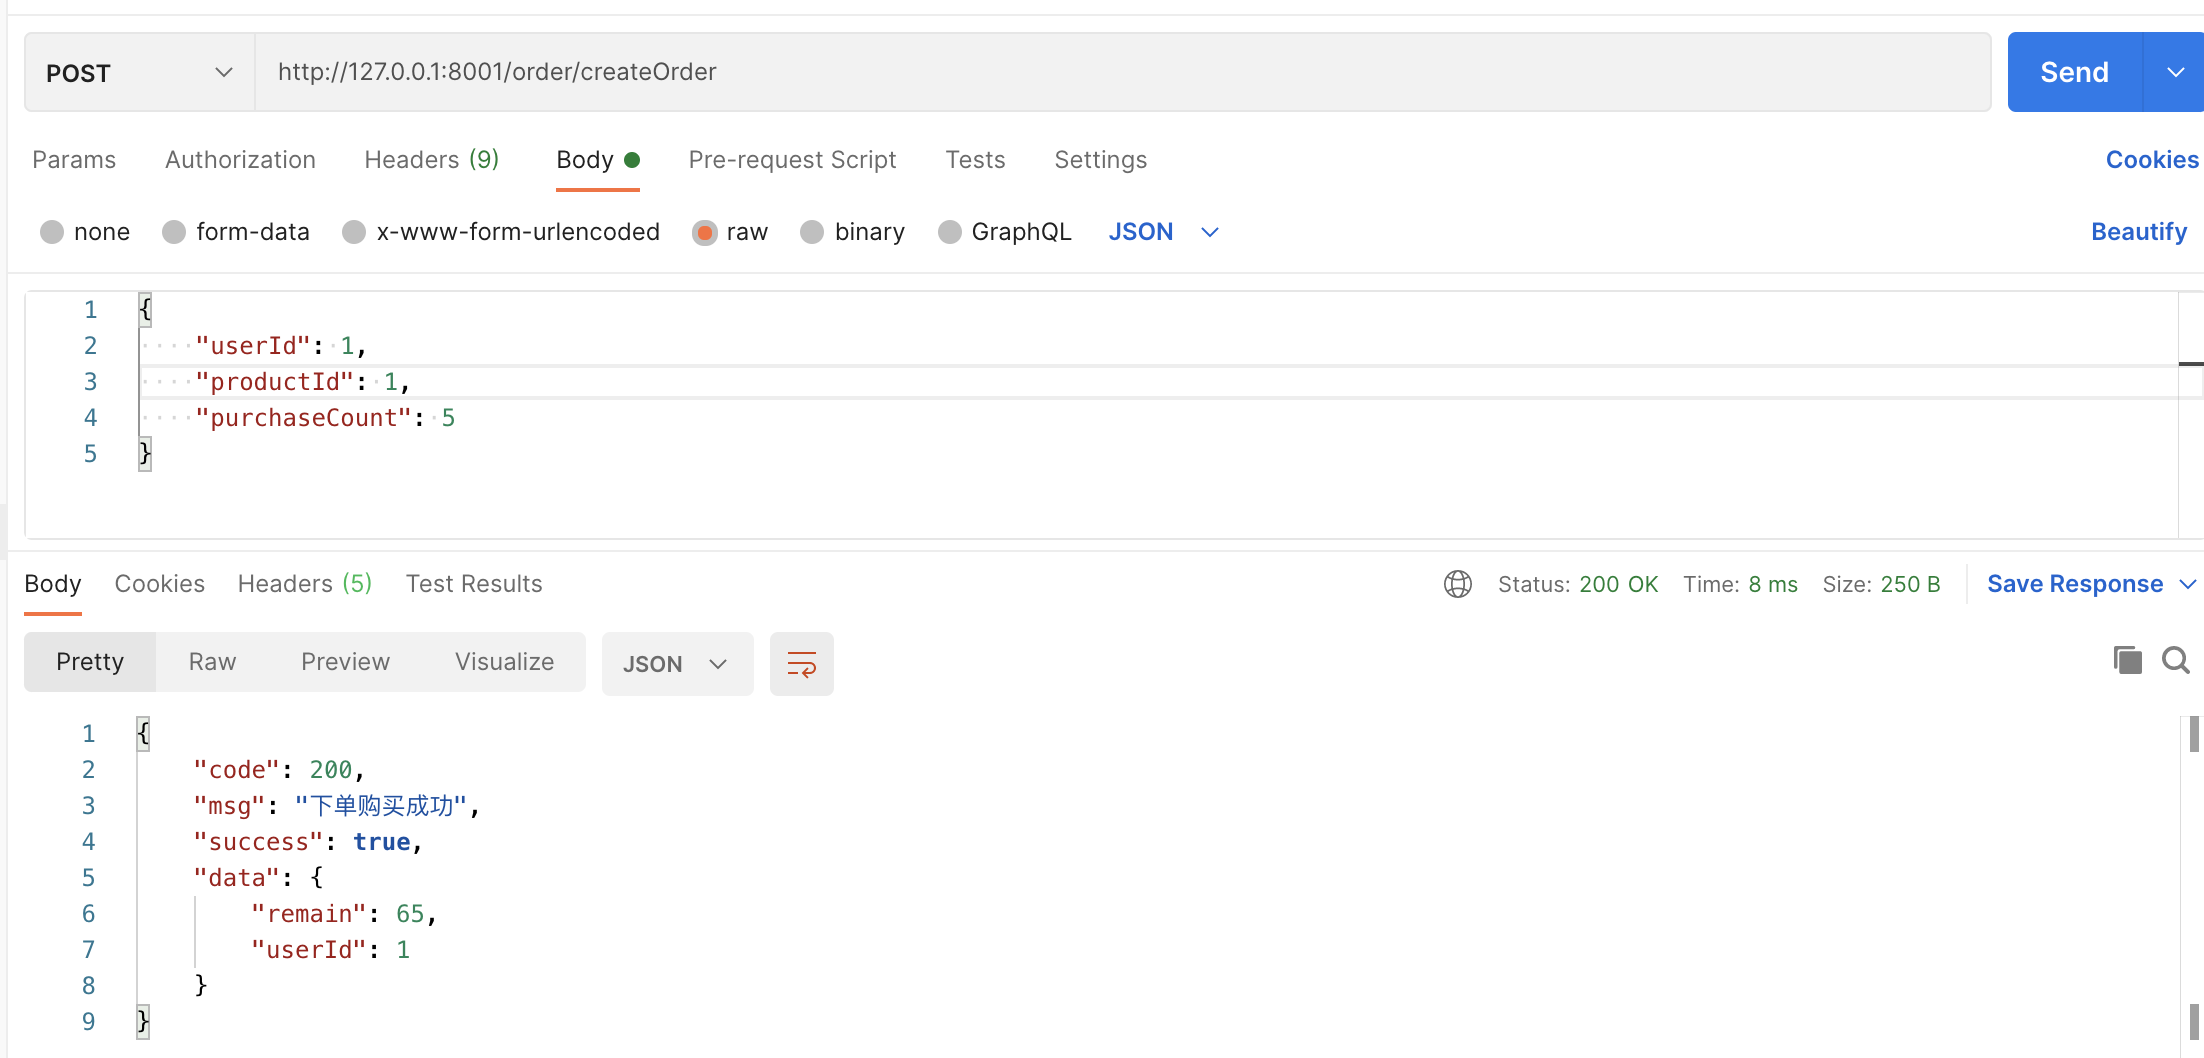 POST http://127.0.0.1:8001/order/createOrder Send
Params Authorization Headers (9) Body Pre-request Script Tests Settings Cookies
none form-data x-www-form-urlencoded raw binary GraphQL JSON Beautify
1 {
2 "userId": 1,
3 "productId": 1,
4 "purchaseCount": 5
5 }
Body Cookies Headers (5) Test Results Status: 200 OK Time: 8 ms Size: 250 B Save Response
Pretty Raw Preview Visualize JSON
1 {
2 "code": 200,
3 "msg": "下单购买成功",
4 "success": true,
5 "data": {
6 "remain": 65,
7 "userId": 1
8 }
9 }